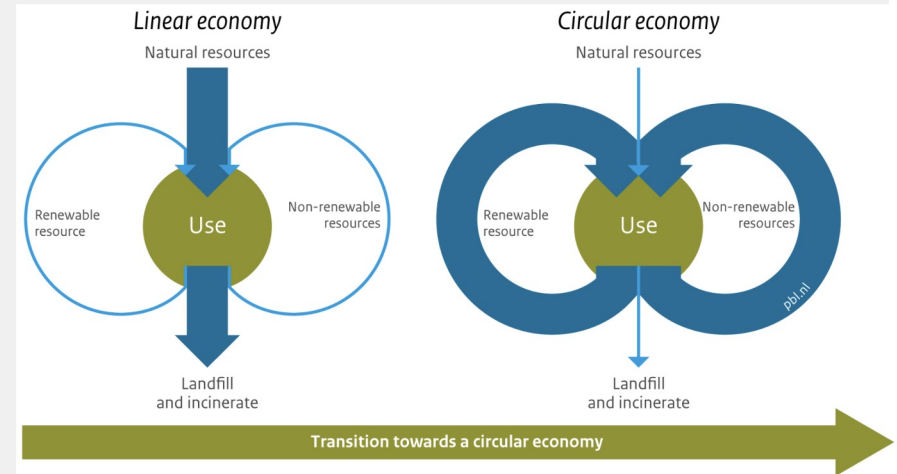 Linear economy
Natural resources
Renewable
resource
Use
Non-renewable
resources
Landfill
and incinerate
Circular economy
Natural resources
Renewable
resource
Use
Non-renewable
resources
pbl.nl
Landfill
and incinerate
Transition towards a circular economy